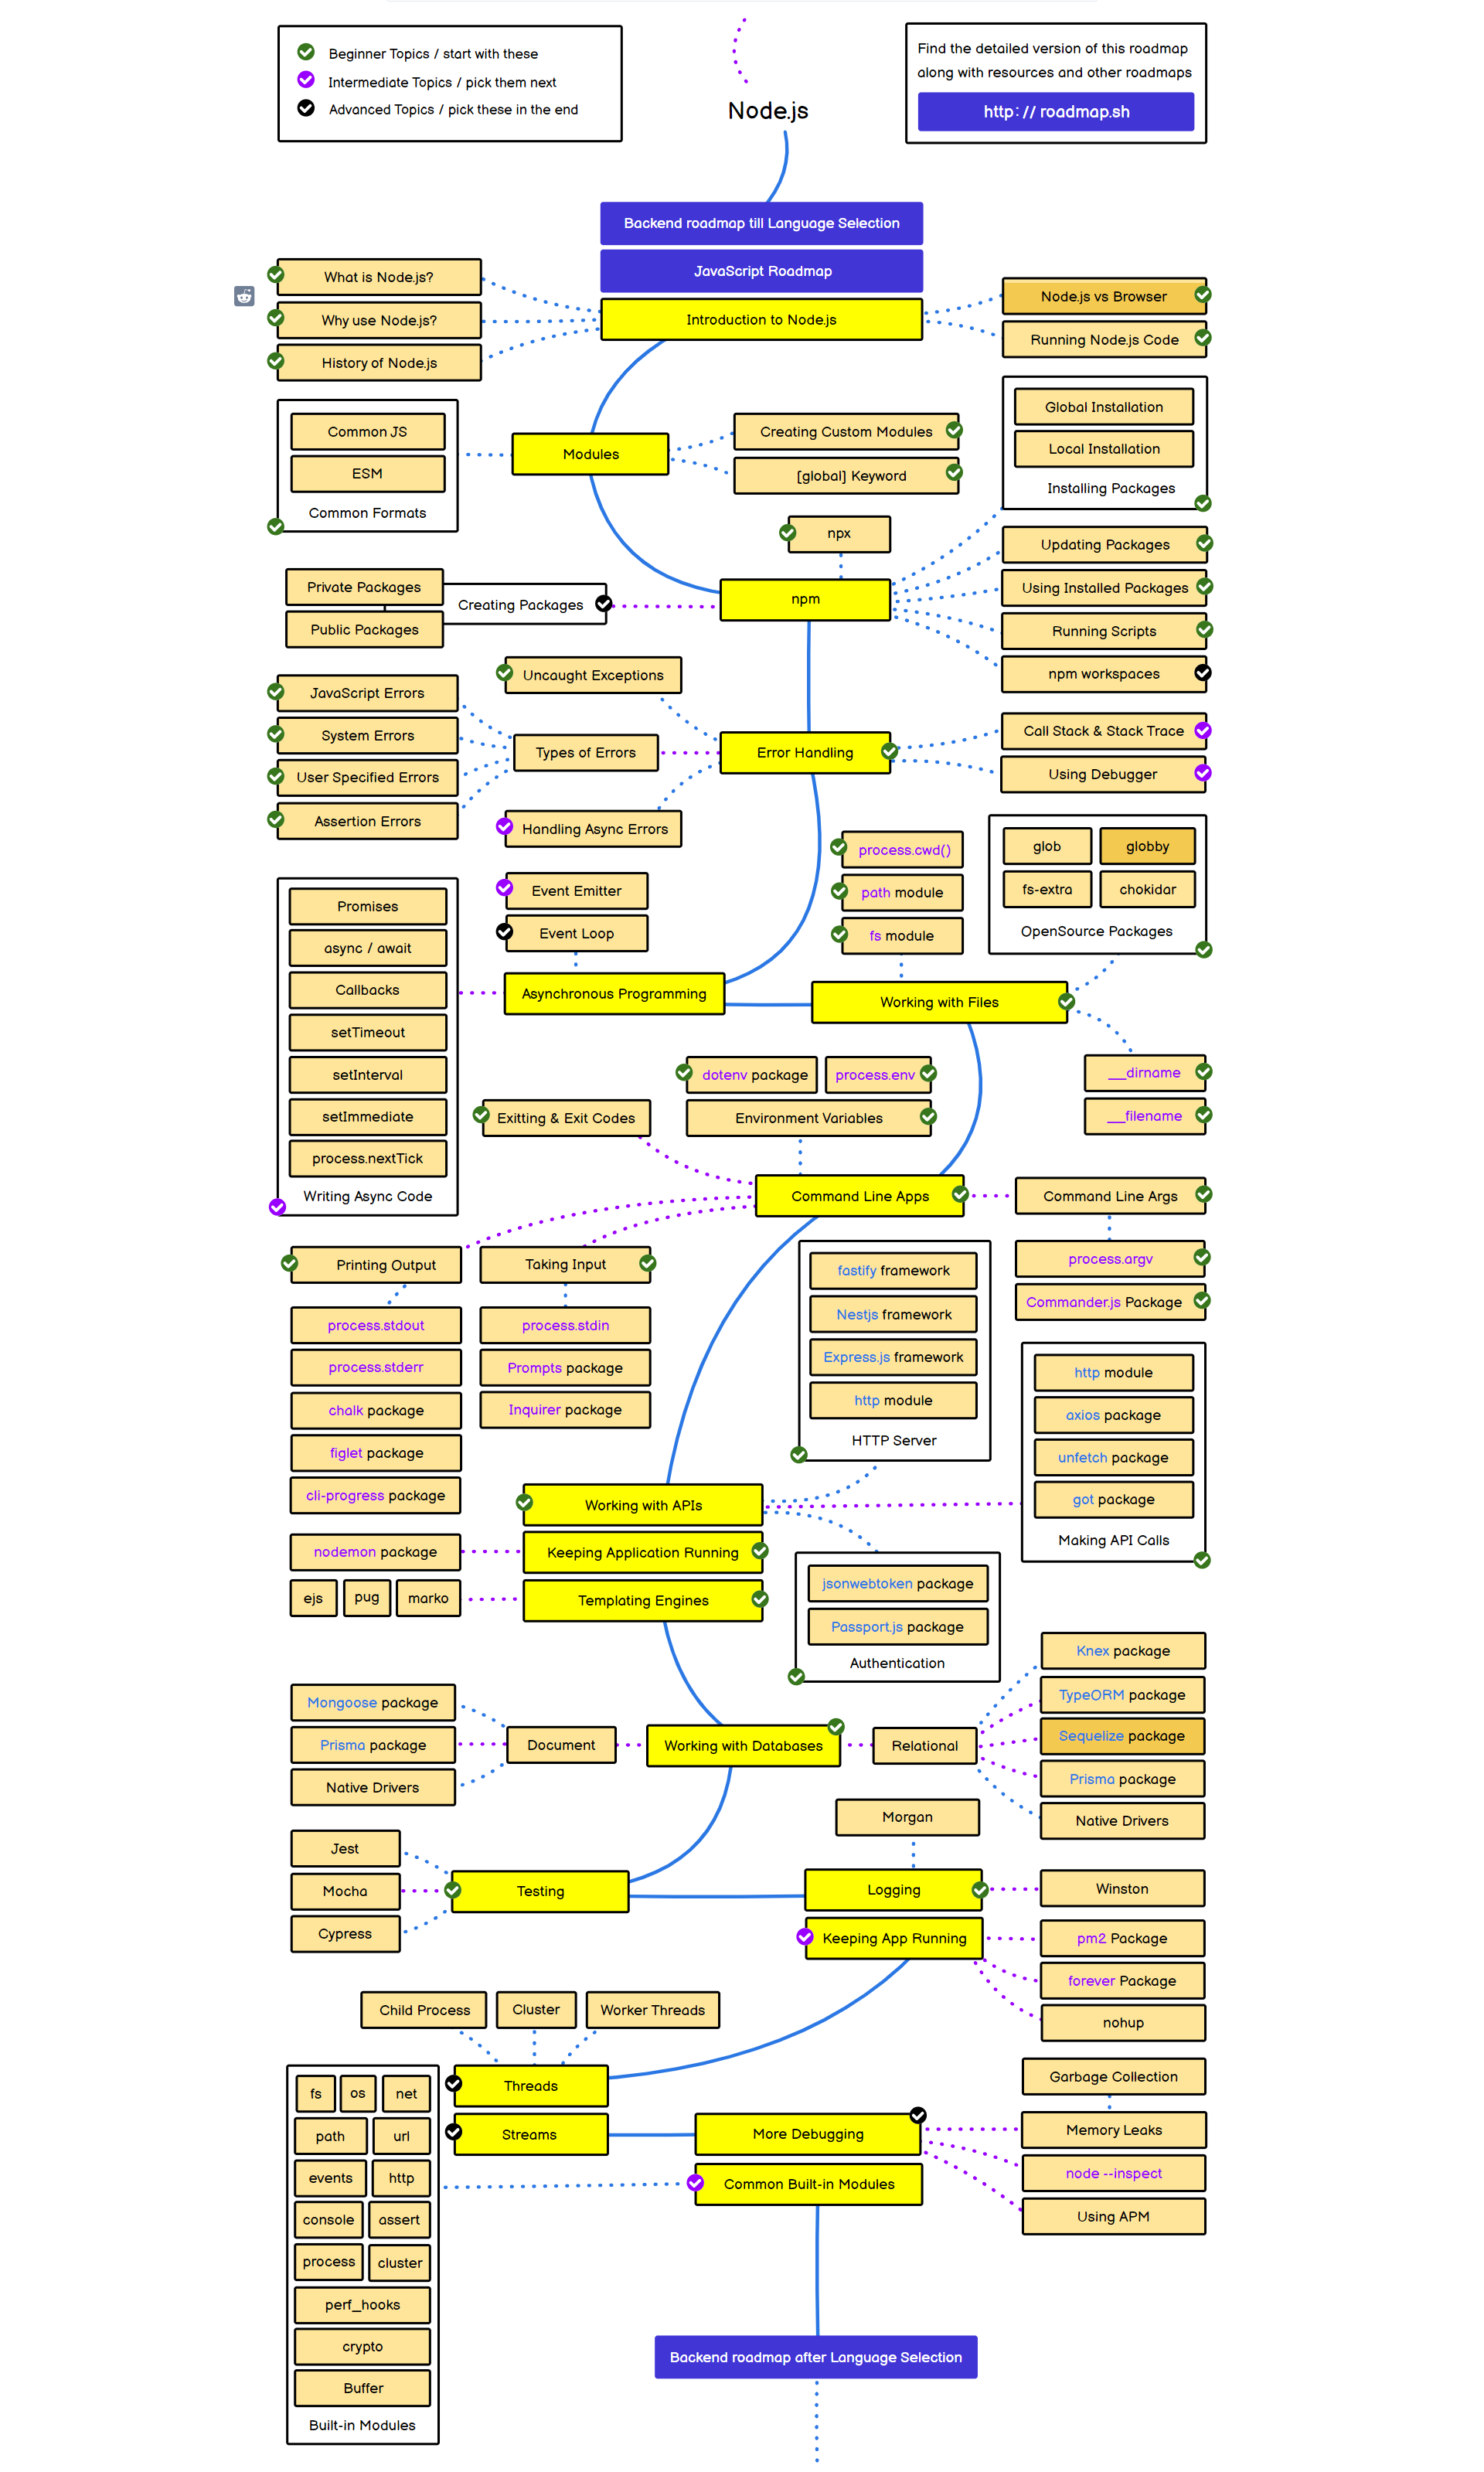 Beginner Topics / start with these
Intermediate Topics / pick them next
Advanced Topics / pick these in the end
Node.js
Find the detailed version of this roadmap
along with resources and other roadmaps
http://roadmap.sh
Backend roadmap till Language Selection
JavaScript Roadmap
Introduction to Node.js
What is Node.js?
Why use Node.js?
History of Node.js
Node.js vs Browser
Running Node.js Code
Common JS
ESM
Common Formats
Modules
Creating Custom Modules
[global] Keyword
Global Installation
Local Installation
Installing Packages
npx
npm
Updating Packages
Using Installed Packages
Running Scripts
npm workspaces
Private Packages
Creating Packages
Public Packages
Uncaught Exceptions
JavaScript Errors
System Errors
User Specified Errors
Assertion Errors
Types of Errors
Error Handling
Handling Async Errors
Call Stack & Stack Trace
Using Debugger
process.cwd()
path module
fs module
glob
globby
fs-extra
chokidar
OpenSource Packages
Event Emitter
Event Loop
Promises
async / await
Callbacks
setTimeout
setInterval
setImmediate
process.nextTick
Writing Async Code
Asynchronous Programming
Working with Files
__dirname
__filename
dotenv package
process.env
Environment Variables
Exitting & Exit Codes
Command Line Apps
Command Line Args
process.argv
Commander.js Package
Printing Output
Taking Input
process.stdout
process.stderr
chalk package
figlet package
cli-progress package
process.stdin
Prompts package
Inquirer package
fastify framework
Nestjs framework
Express.js framework
http module
HTTP Server
http module
axios package
unfetch package
got package
Making API Calls
Working with APIs
Keeping Application Running
Templating Engines
nodemon package
ejs
pug
marko
jsonwebtoken package
Passport.js package
Authentication
Mongoose package
Prisma package
Native Drivers
Document
Working with Databases
Relational
Knex package
TypeORM package
Sequelize package
Prisma package
Native Drivers
Jest
Mocha
Cypress
Testing
Morgan
Logging
Winston
Keeping App Running
pm2 Package
forever Package
nohup
Child Process
Cluster
Worker Threads
Threads
Streams
More Debugging
Common Built-in Modules
Garbage Collection
Memory Leaks
node --inspect
Using APM
fs
os
net
path
url
events
http
console
assert
process
cluster
perf_hooks
crypto
Buffer
Built-in Modules
Backend roadmap after Language Selection